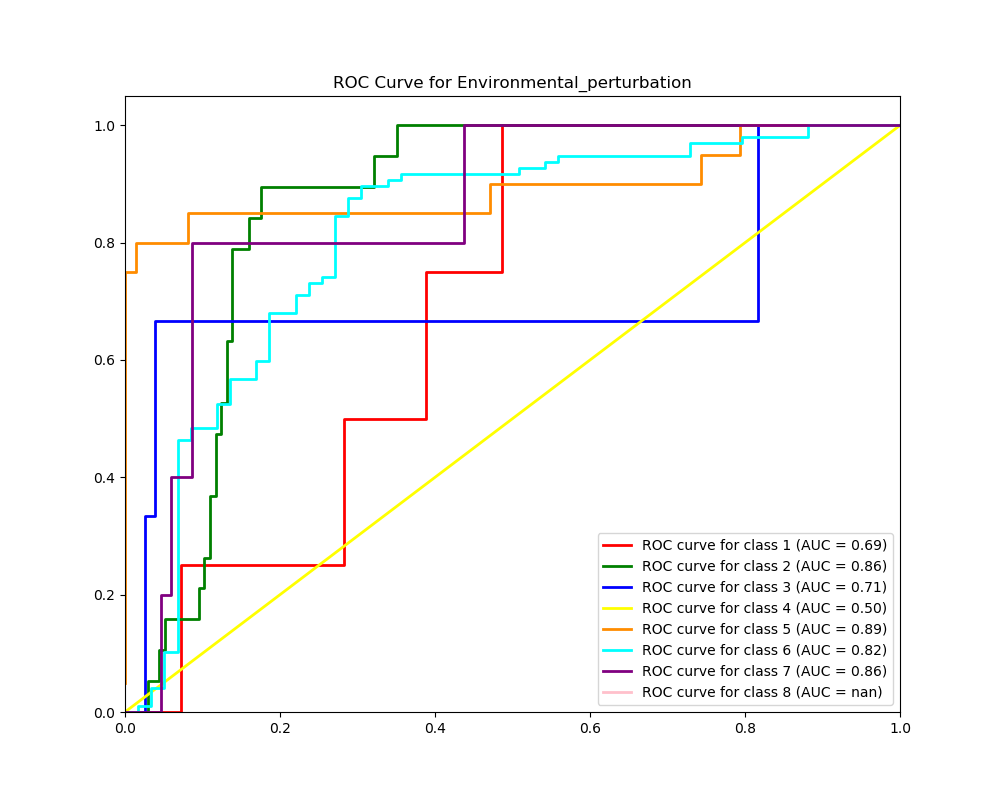 ROC Curve for Environmental_perturbation
1.0
0.8
0.6
0.4
0.2
0.0
0.0 0.2 0.4 0.6 0.8 1.0
ROC curve for class 1 (AUC = 0.69)
ROC curve for class 2 (AUC = 0.86)
ROC curve for class 3 (AUC = 0.71)
ROC curve for class 4 (AUC = 0.50)
ROC curve for class 5 (AUC = 0.89)
ROC curve for class 6 (AUC = 0.82)
ROC curve for class 7 (AUC = 0.86)
ROC curve for class 8 (AUC = nan)